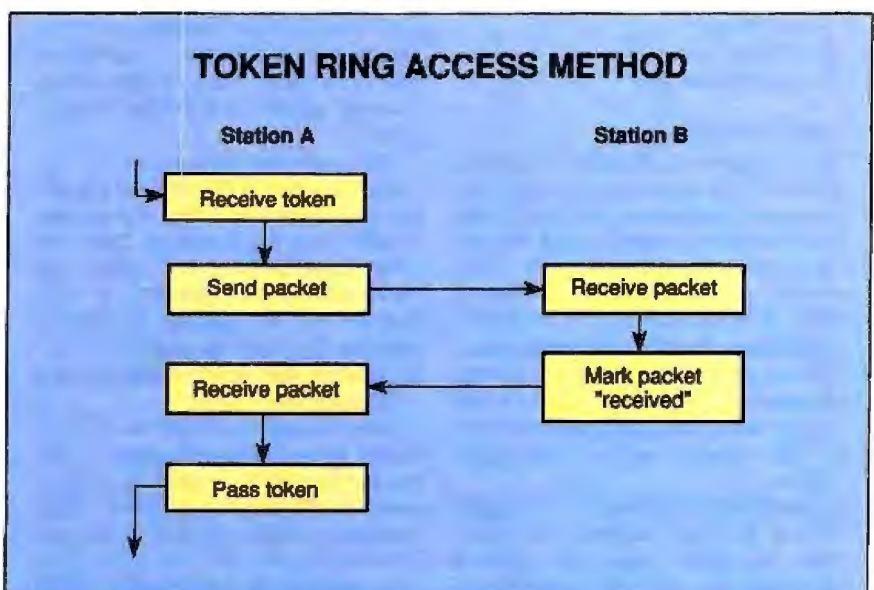 TOKEN RING ACCESS METHOD
Station A
Station B
Receive token
Send packet
Receive packet
Mark packet
"received"
Receive packet
Pass token